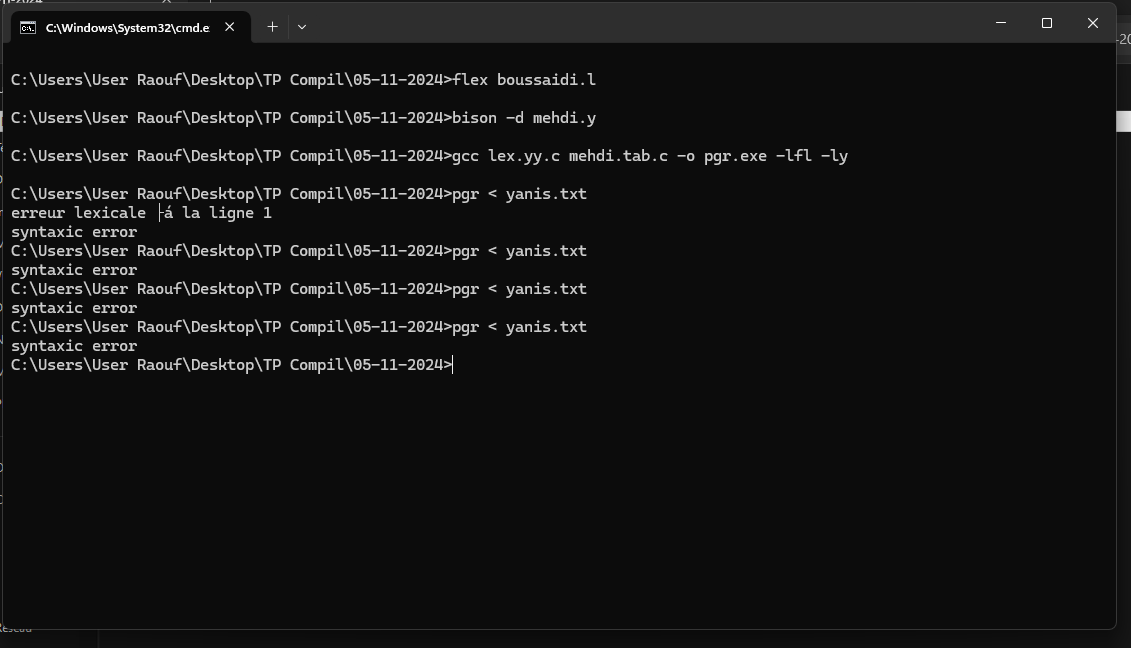 C:\Windows\System32\cmd.e
C:\Users\User Raouf\Desktop\TP Compil\05-11-2024>flex boussaidi.l
C:\Users\User Raouf\Desktop\TP Compil\05-11-2024>bison -d mehdi.y
C:\Users\User Raouf\Desktop\TP Compil\05-11-2024>gcc lex.yy.c mehdi.tab.c -o pgr.exe -lfl -ly
C:\Users\User Raouf\Desktop\TP Compil\05-11-2024>pgr < yanis.txt
erreur lexicale ├á la ligne 1
syntaxic error
C:\Users\User Raouf\Desktop\TP Compil\05-11-2024>pgr < yanis.txt
syntaxic error
C:\Users\User Raouf\Desktop\TP Compil\05-11-2024>pgr < yanis.txt
syntaxic error
C:\Users\User Raouf\Desktop\TP Compil\05-11-2024>pgr < yanis.txt
syntaxic error
C:\Users\User Raouf\Desktop\TP Compil\05-11-2024>